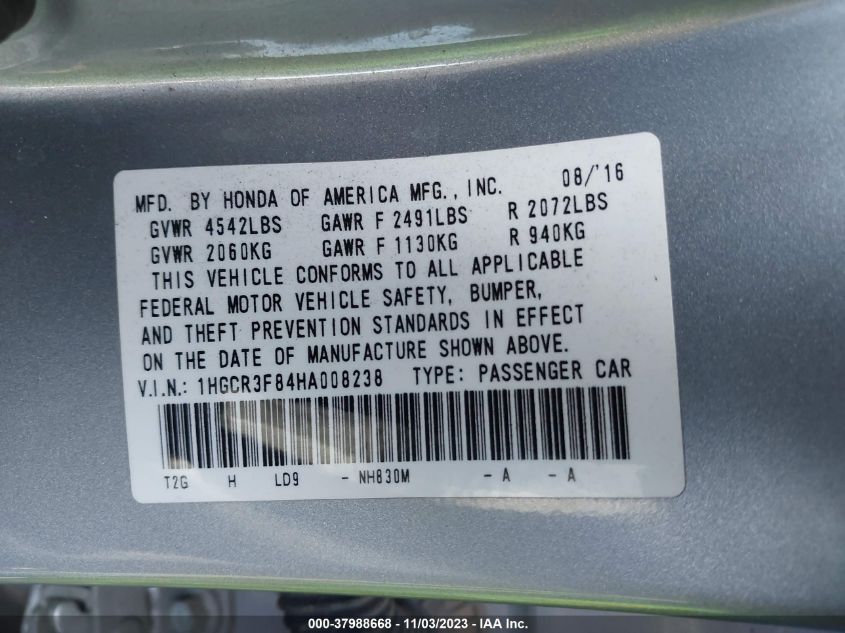 MFD. BY HONDA OF AMERICA MFG., INC. 08/'16
GVWR 4542LBS GAWR F 2491LBS R 2072LBS
GVWR 2060KG GAWR F 1130KG R 940KG
THIS VEHICLE CONFORMS TO ALL APPLICABLE
FEDERAL MOTOR VEHICLE SAFETY, BUMPER,
AND THEFT PREVENTION STANDARDS IN EFFECT
ON THE DATE OF MANUFACTURE SHOWN ABOVE.
V.I.N.: 1HGCR3F84HA008238 TYPE: PASSENGER CAR
T2G H LD9 - NH830M - A - A
000-37988668 - 11/03/2023 - IAA Inc.